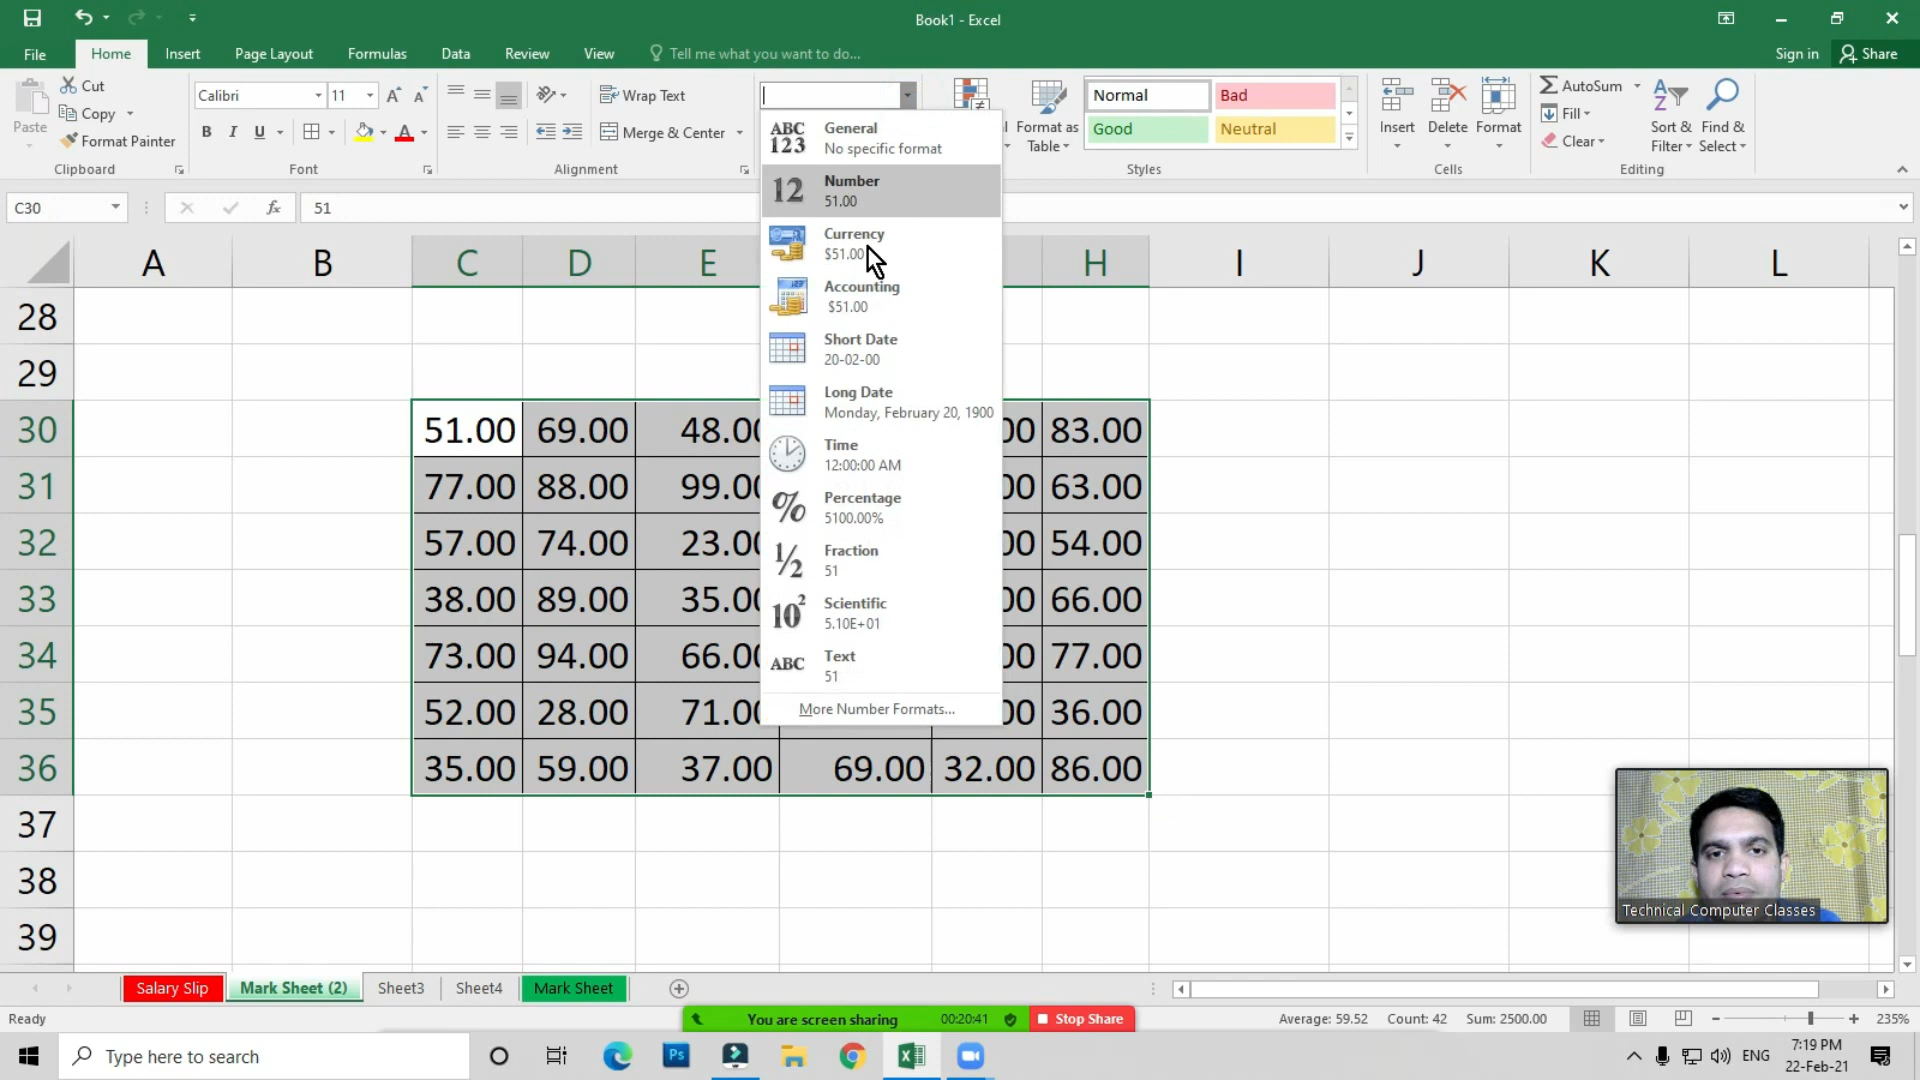 Book1 - Excel
File Home Insert Page Layout Formulas Data Review View Tell me what you want to do... Sign in Share
Paste Cut Copy Format Painter Clipboard
Calibri 11 A A B I U A Font
Wrap Text Merge & Center Alignment
Format as Table
Normal Bad Good Neutral Styles
Insert Delete Format Cells
AutoSum Fill Clear Sort & Filter Find & Select Editing
C30 fx 51
ABC 123 General
No specific format
12 Number
51.00
Currency
$51.00
Accounting
$51.00
Short Date
20-02-00
Long Date
Monday, February 20, 1900
Time
12:00:00 AM
% Percentage
5100.00%
½ Fraction
51
10² Scientific
5.10E+01
ABC Text
51
More Number Formats...
A B C D E H I J K L
28
29
30 51.00 69.00 48.00 83.00
31 77.00 88.00 99.00 63.00
32 57.00 74.00 23.00 54.00
33 38.00 89.00 35.00 66.00
34 73.00 94.00 66.00 77.00
35 52.00 28.00 71.00 36.00
36 35.00 59.00 37.00 69.00 32.00 86.00
37
38
39
Technical Computer Classes
Salary Slip Mark Sheet (2) Sheet3 Sheet4 Mark Sheet
Ready You are screen sharing 00:20:41 Stop Share Average: 59.52 Count: 42 Sum: 2500.00 235%
Type here to search Ps ENG 7:19 PM
22-Feb-21